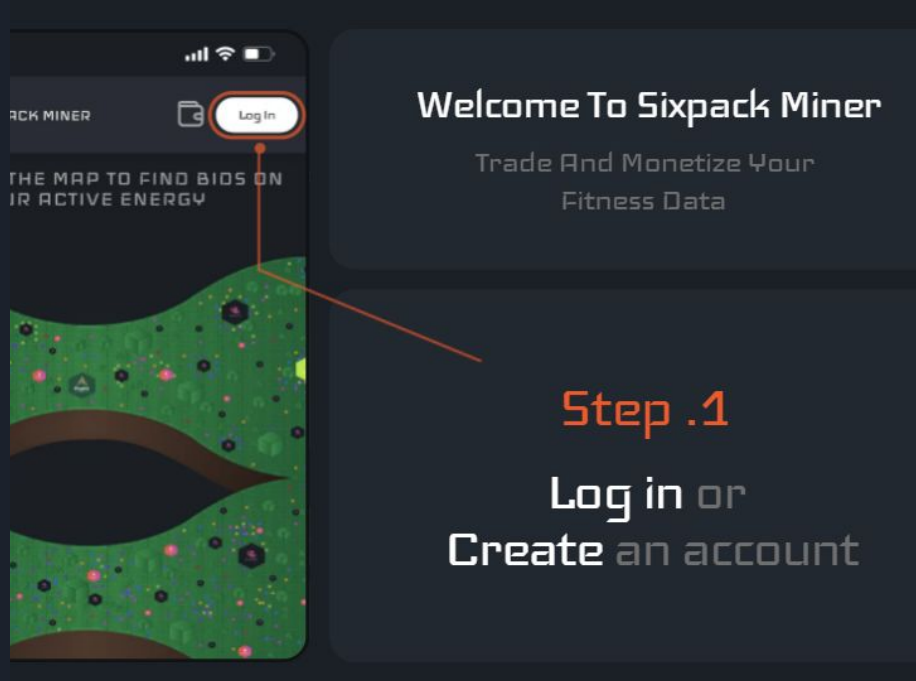 ACK MINER
Log In
THE MAP TO FIND BIDS ON
UR ACTIVE ENERGY
Welcome To Sixpack Miner
Trade And Monetize Your
Fitness Data
Step .1
Log in or
Create an account